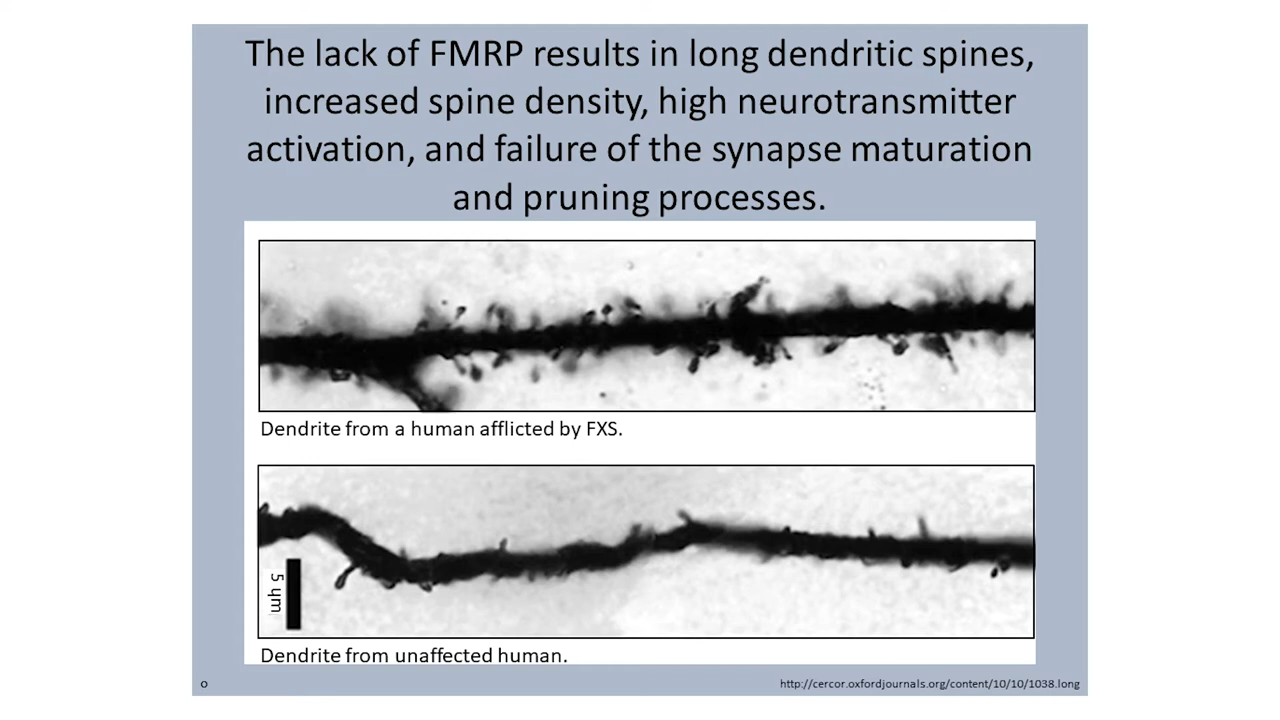 The lack of FMRP results in long dendritic spines,
increased spine density, high neurotransmitter
activation, and failure of the synapse maturation
and pruning processes.
Dendrite from a human afflicted by FXS.
5 µm
Dendrite from unaffected human.
o
http://cercor.oxfordjournals.org/content/10/10/1038.long